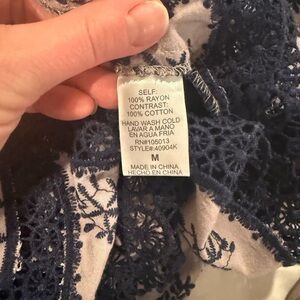 SELF:
100% RAYON
CONTRAST:
100% COTTON
HAND WASH COLD
LAVAR A MANO
EN AGUA FRIA
RN#105013
STYLE#:40904K
M
MADE IN CHINA
HECHO EN CHINA